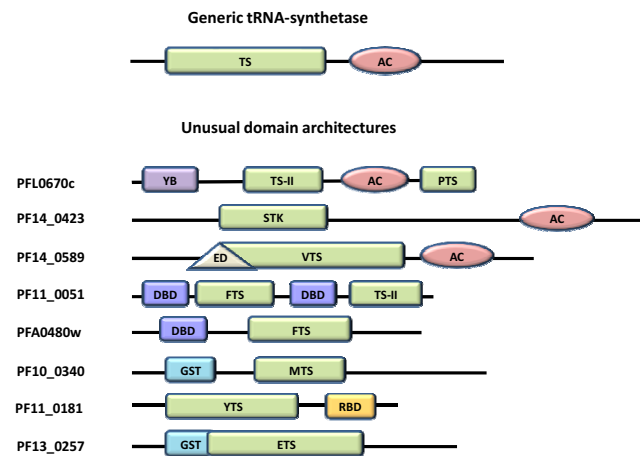 Generic tRNA-synthetase
TS AC
Unusual domain architectures
PFL0670c YB TS-II AC PTS
PF14_0423 STK AC
PF14_0589 ED VTS AC
PF11_0051 DBD FTS DBD TS-II
PFA0480w DBD FTS
PF10_0340 GST MTS
PF11_0181 YTS RBD
PF13_0257 GST ETS